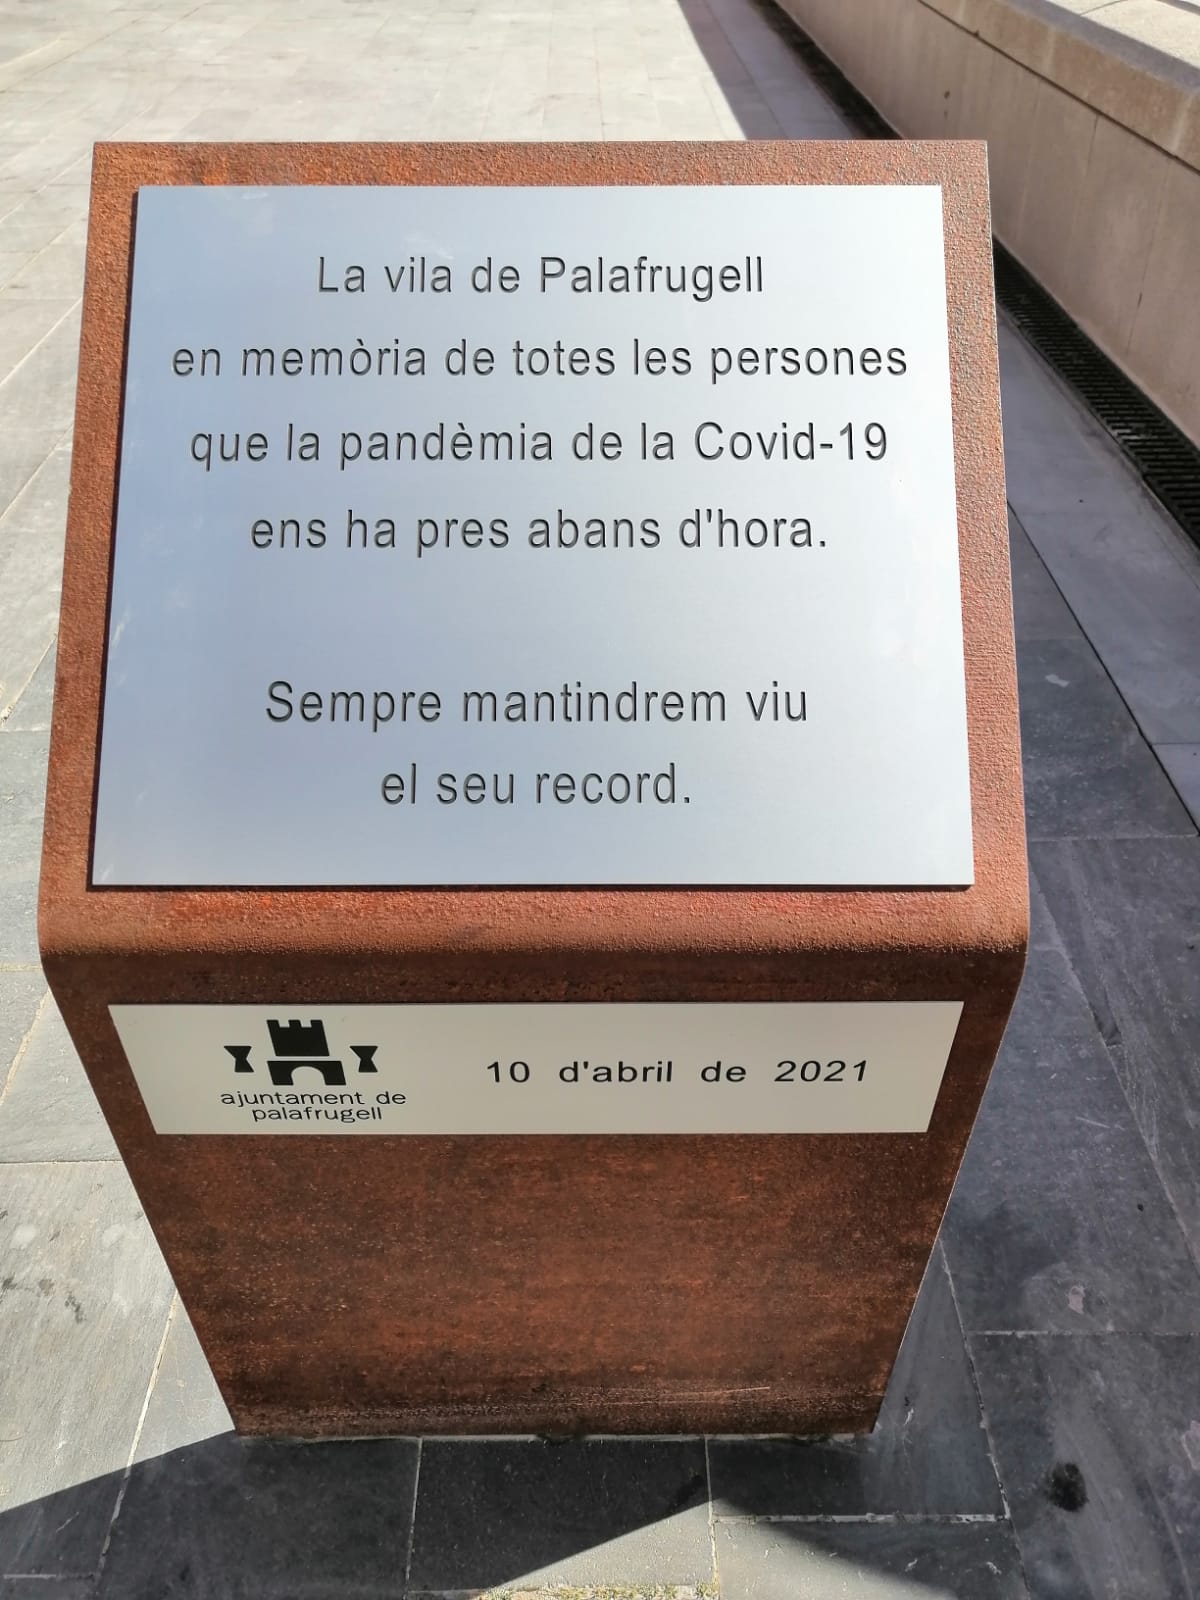 La vila de Palafrugell
en memòria de totes les persones
que la pandèmia de la Covid-19
ens ha pres abans d'hora.
Sempre mantindrem viu
el seu record.
ajuntament de
palafrugell
10 d'abril de 2021